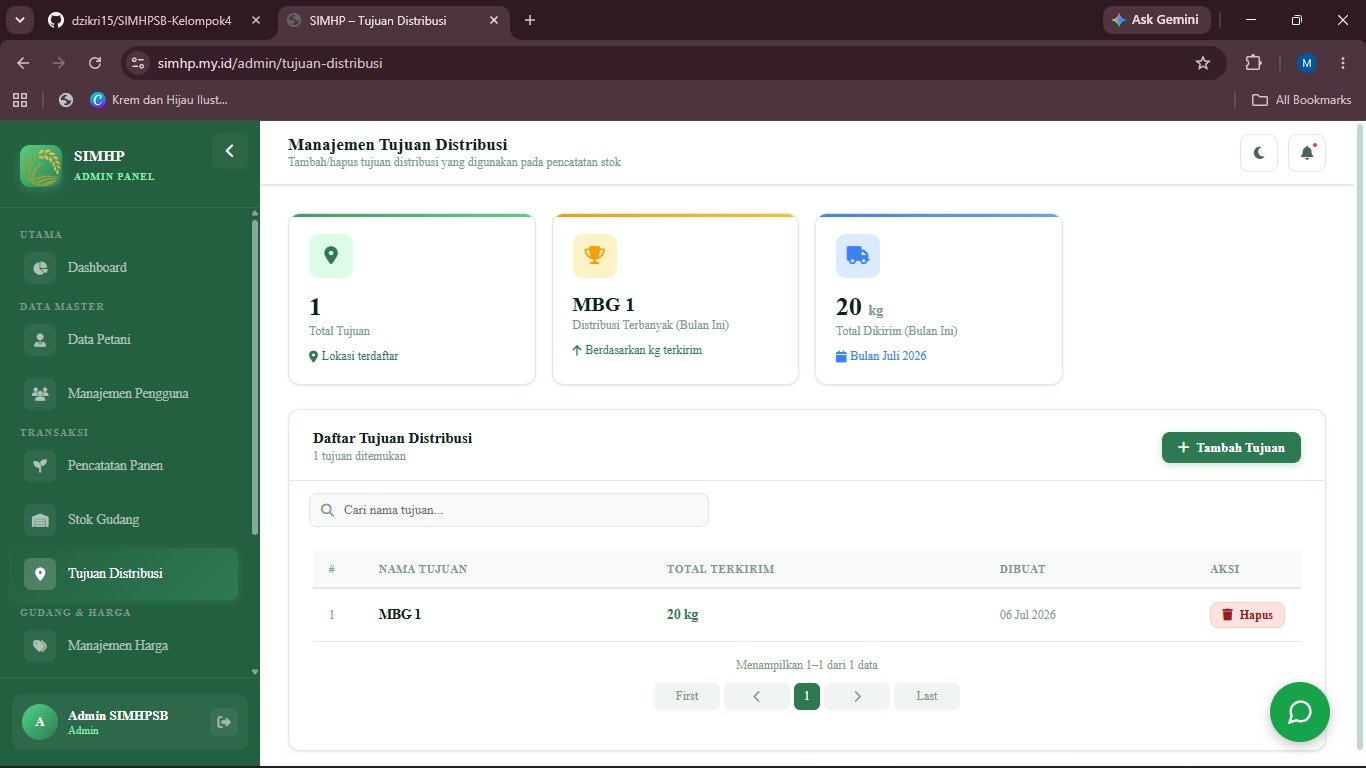 dzikri15/SIMHPSB-Kelompok4
SIMHP – Tujuan Distribusi
Ask Gemini
simhp.my.id/admin/tujuan-distribusi
M
Krem dan Hijau Ilust...
All Bookmarks
SIMHP
ADMIN PANEL
UTAMA
Dashboard
DATA MASTER
Data Petani
Manajemen Pengguna
TRANSAKSI
Pencatatan Panen
Stok Gudang
Tujuan Distribusi
GUDANG & HARGA
Manajemen Harga
A
Admin SIMHPSB
Admin
Manajemen Tujuan Distribusi
Tambah/hapus tujuan distribusi yang digunakan pada pencatatan stok
1
Total Tujuan
Lokasi terdaftar
MBG 1
Distribusi Terbanyak (Bulan Ini)
Berdasarkan kg terkirim
20 kg
Total Dikirim (Bulan Ini)
Bulan Juli 2026
Daftar Tujuan Distribusi
1 tujuan ditemukan
+ Tambah Tujuan
Cari nama tujuan...
# NAMA TUJUAN TOTAL TERKIRIM DIBUAT AKSI
1 MBG 1 20 kg 06 Jul 2026 Hapus
Menampilkan 1–1 dari 1 data
First 1 Last